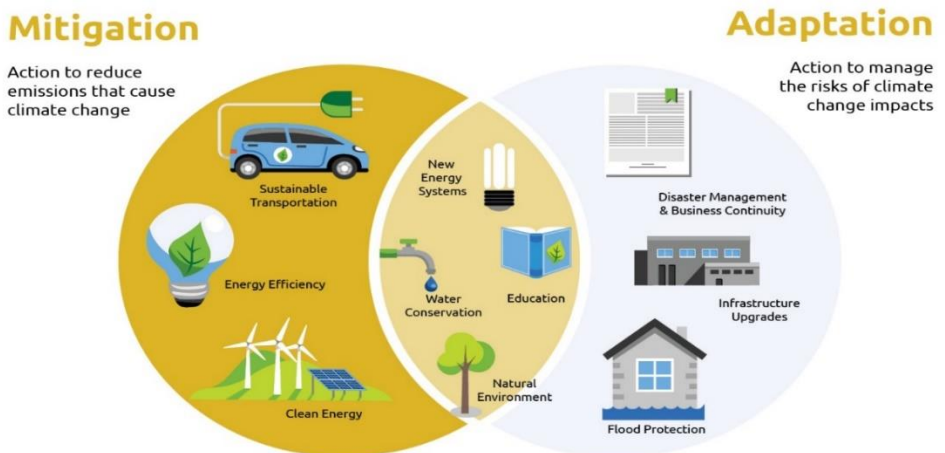 Mitigation
Action to reduce
emissions that cause
climate change
Adaptation
Action to manage
the risks of climate
change impacts
Sustainable
Transportation
Energy Efficiency
Clean Energy
New
Energy
Systems
Water
Conservation
Education
Natural
Environment
Disaster Management
& Business Continuity
Infrastructure
Upgrades
Flood Protection